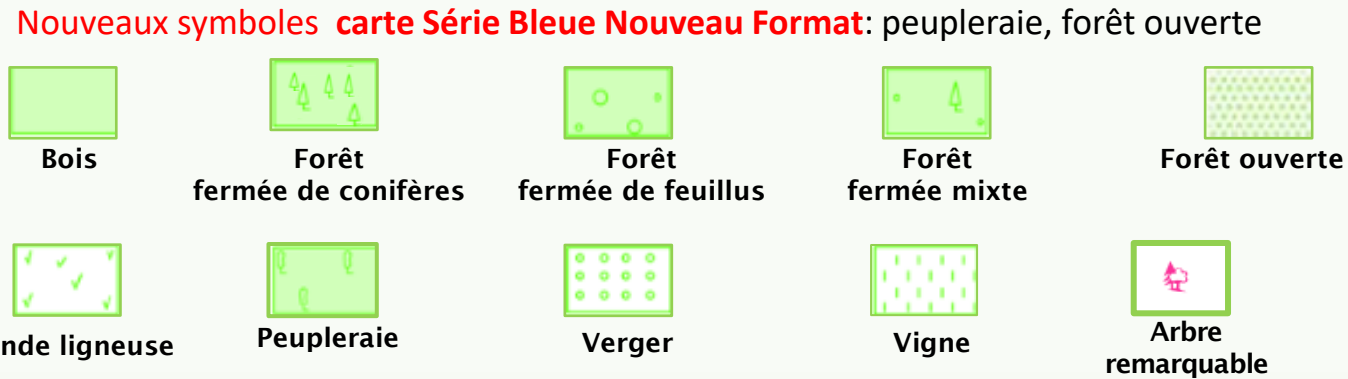 Nouveaux symboles carte Série Bleue Nouveau Format: peupleraie, forêt ouverte
Bois
Forêt
fermée de conifères
Forêt
fermée de feuillus
Forêt
fermée mixte
Forêt ouverte
nde ligneuse
Peupleraie
Verger
Vigne
Arbre
remarquable